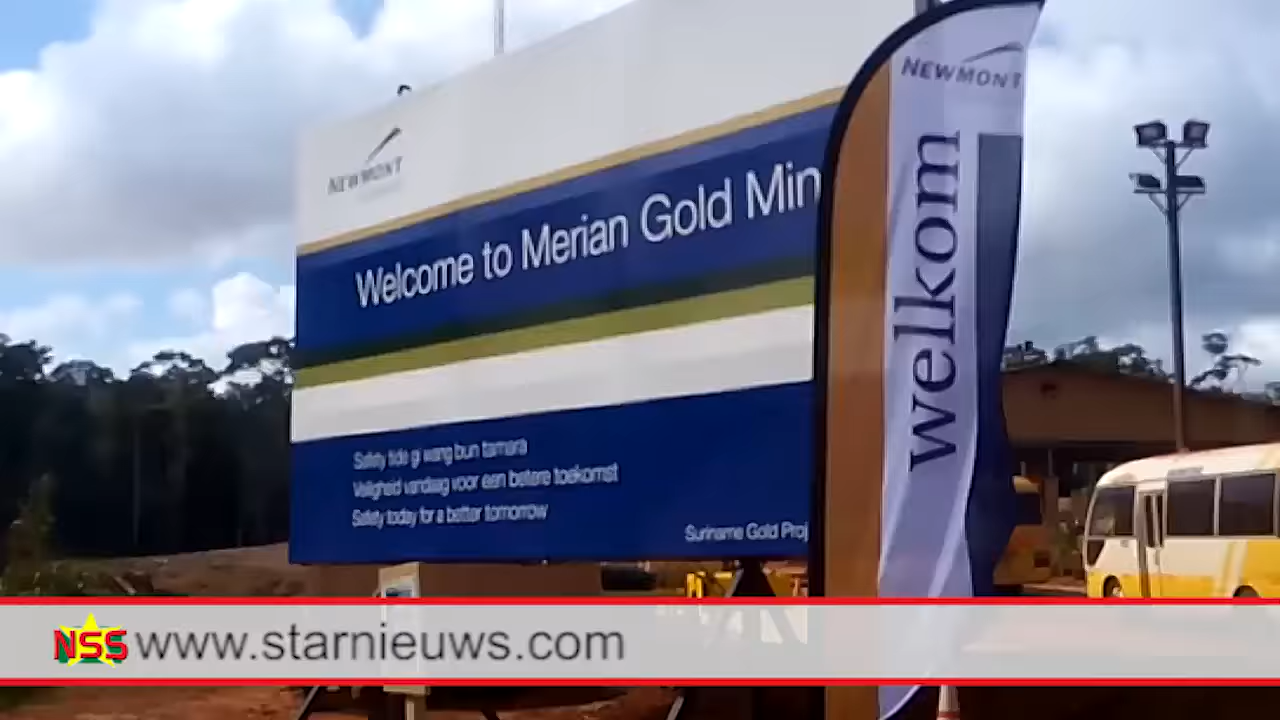 NEWMONT
NEWMONT
Welcome to Merian Gold Min
welkom
Safety tide gi wang bun tamara
Veiligheid vandaag voor een betere toekomst
Safety today for a better tomorrow
Suriname Gold Proj
NSS www.starnieuws.com